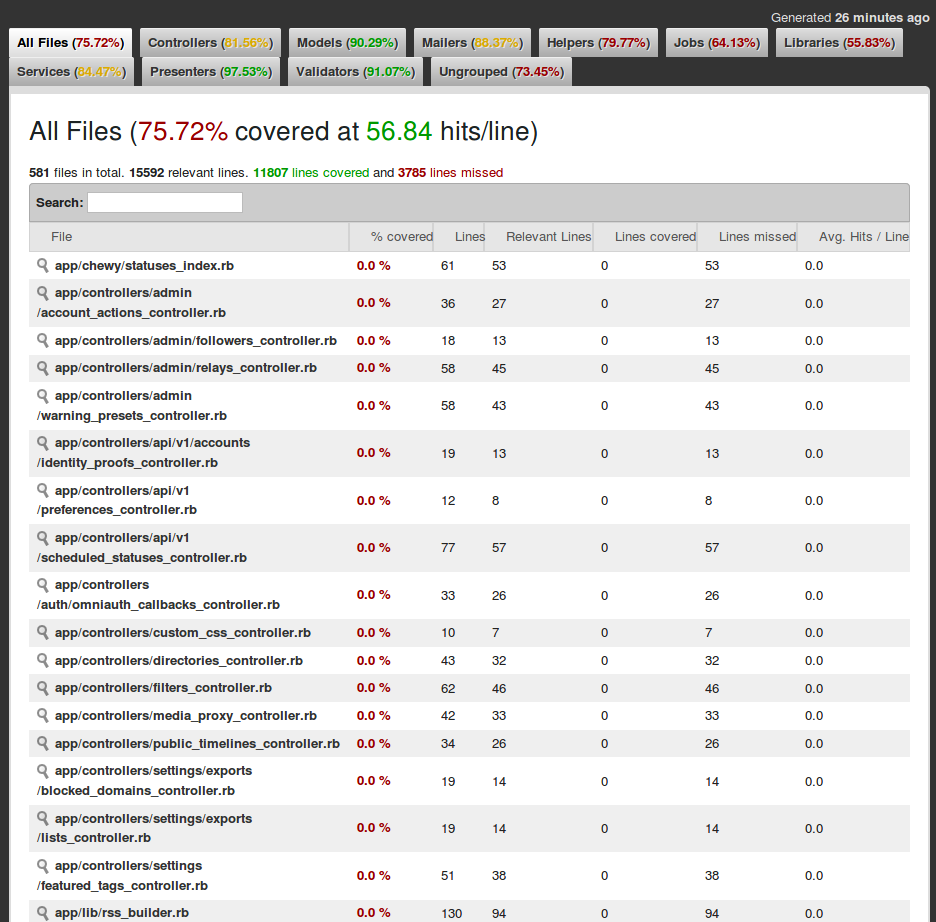 Generated 26 minutes ago
All Files (75.72%) Controllers (81.56%) Models (90.29%) Mailers (88.37%) Helpers (79.77%) Jobs (64.13%) Libraries (55.83%)
Services (84.47%) Presenters (97.53%) Validators (91.07%) Ungrouped (73.45%)
All Files (75.72% covered at 56.84 hits/line)
581 files in total. 15592 relevant lines. 11807 lines covered and 3785 lines missed
Search:
File % covered Lines Relevant Lines Lines covered Lines missed Avg. Hits / Line
app/chewy/statuses_index.rb 0.0 % 61 53 0 53 0.0
app/controllers/admin
/account_actions_controller.rb 0.0 % 36 27 0 27 0.0
app/controllers/admin/followers_controller.rb 0.0 % 18 13 0 13 0.0
app/controllers/admin/relays_controller.rb 0.0 % 58 45 0 45 0.0
app/controllers/admin
/warning_presets_controller.rb 0.0 % 58 43 0 43 0.0
app/controllers/api/v1/accounts
/identity_proofs_controller.rb 0.0 % 19 13 0 13 0.0
app/controllers/api/v1
/preferences_controller.rb 0.0 % 12 8 0 8 0.0
app/controllers/api/v1
/scheduled_statuses_controller.rb 0.0 % 77 57 0 57 0.0
app/controllers
/auth/omniauth_callbacks_controller.rb 0.0 % 33 26 0 26 0.0
app/controllers/custom_css_controller.rb 0.0 % 10 7 0 7 0.0
app/controllers/directories_controller.rb 0.0 % 43 32 0 32 0.0
app/controllers/filters_controller.rb 0.0 % 62 46 0 46 0.0
app/controllers/media_proxy_controller.rb 0.0 % 42 33 0 33 0.0
app/controllers/public_timelines_controller.rb 0.0 % 34 26 0 26 0.0
app/controllers/settings/exports
/blocked_domains_controller.rb 0.0 % 19 14 0 14 0.0
app/controllers/settings/exports
/lists_controller.rb 0.0 % 19 14 0 14 0.0
app/controllers/settings
/featured_tags_controller.rb 0.0 % 51 38 0 38 0.0
app/lib/rss_builder.rb 0.0 % 130 94 0 94 0.0